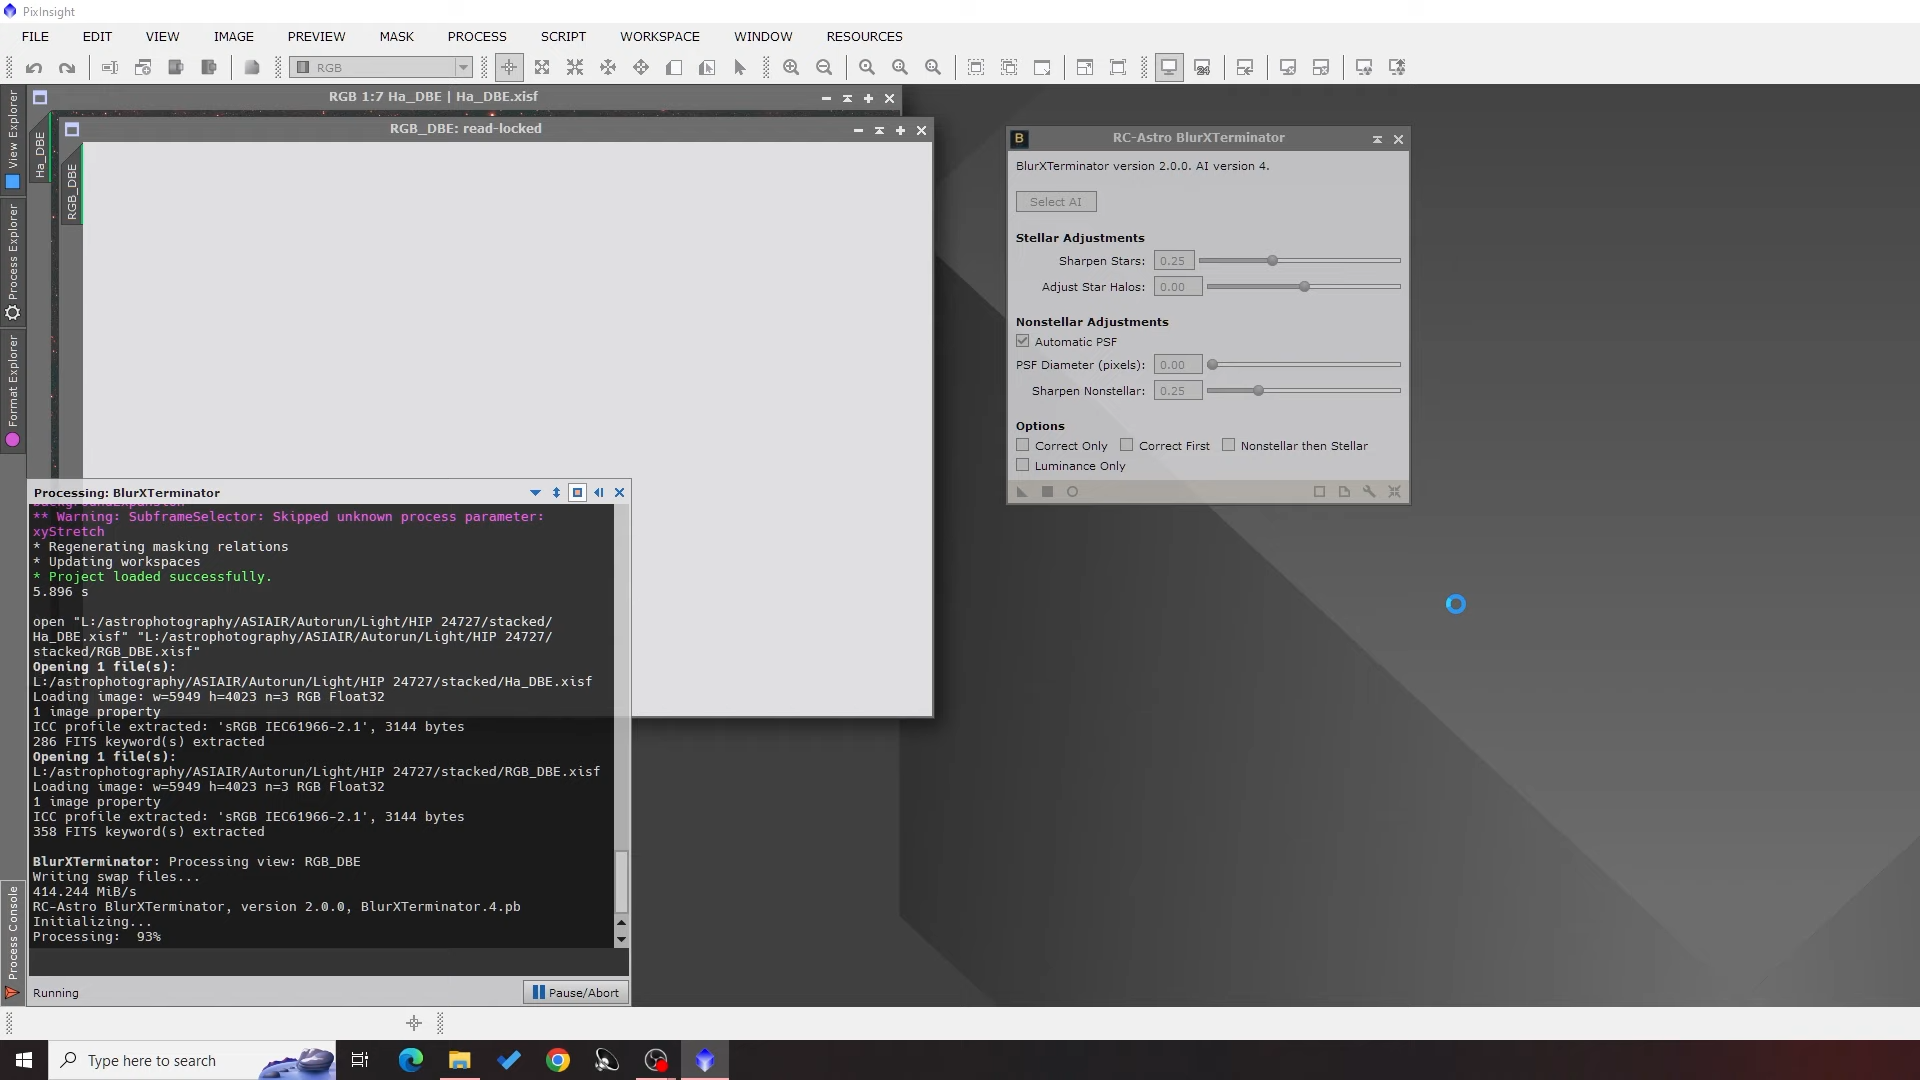 PixInsight
FILE EDIT VIEW IMAGE PREVIEW MASK PROCESS SCRIPT WORKSPACE WINDOW RESOURCES
RGB
24
View Explorer
Process Explorer
Format Explorer
Process Console
RGB 1:7 Ha_DBE | Ha_DBE.xisf
Ha_DBE
RGB_DBE: read-locked
RGB_DBE
B
RC-Astro BlurXTerminator
BlurXTerminator version 2.0.0. AI version 4.
Select AI
Stellar Adjustments
Sharpen Stars: 0.25
Adjust Star Halos: 0.00
Nonstellar Adjustments
Automatic PSF
PSF Diameter (pixels): 0.00
Sharpen Nonstellar: 0.25
Options
Correct Only Correct First Nonstellar then Stellar
Luminance Only
Processing: BlurXTerminator
backgroundExpansion
** Warning: SubframeSelector: Skipped unknown process parameter:
xyStretch
* Regenerating masking relations
* Updating workspaces
* Project loaded successfully.
5.896 s
open "L:/astrophotography/ASIAIR/Autorun/Light/HIP 24727/stacked/
Ha_DBE.xisf" "L:/astrophotography/ASIAIR/Autorun/Light/HIP 24727/
stacked/RGB_DBE.xisf"
Opening 1 file(s):
L:/astrophotography/ASIAIR/Autorun/Light/HIP 24727/stacked/Ha_DBE.xisf
Loading image: w=5949 h=4023 n=3 RGB Float32
1 image property
ICC profile extracted: 'sRGB IEC61966-2.1', 3144 bytes
286 FITS keyword(s) extracted
Opening 1 file(s):
L:/astrophotography/ASIAIR/Autorun/Light/HIP 24727/stacked/RGB_DBE.xisf
Loading image: w=5949 h=4023 n=3 RGB Float32
1 image property
ICC profile extracted: 'sRGB IEC61966-2.1', 3144 bytes
358 FITS keyword(s) extracted
BlurXTerminator: Processing view: RGB_DBE
Writing swap files...
414.244 MiB/s
RC-Astro BlurXTerminator, version 2.0.0, BlurXTerminator.4.pb
Initializing...
Processing: 93%
Running
Pause/Abort
Type here to search